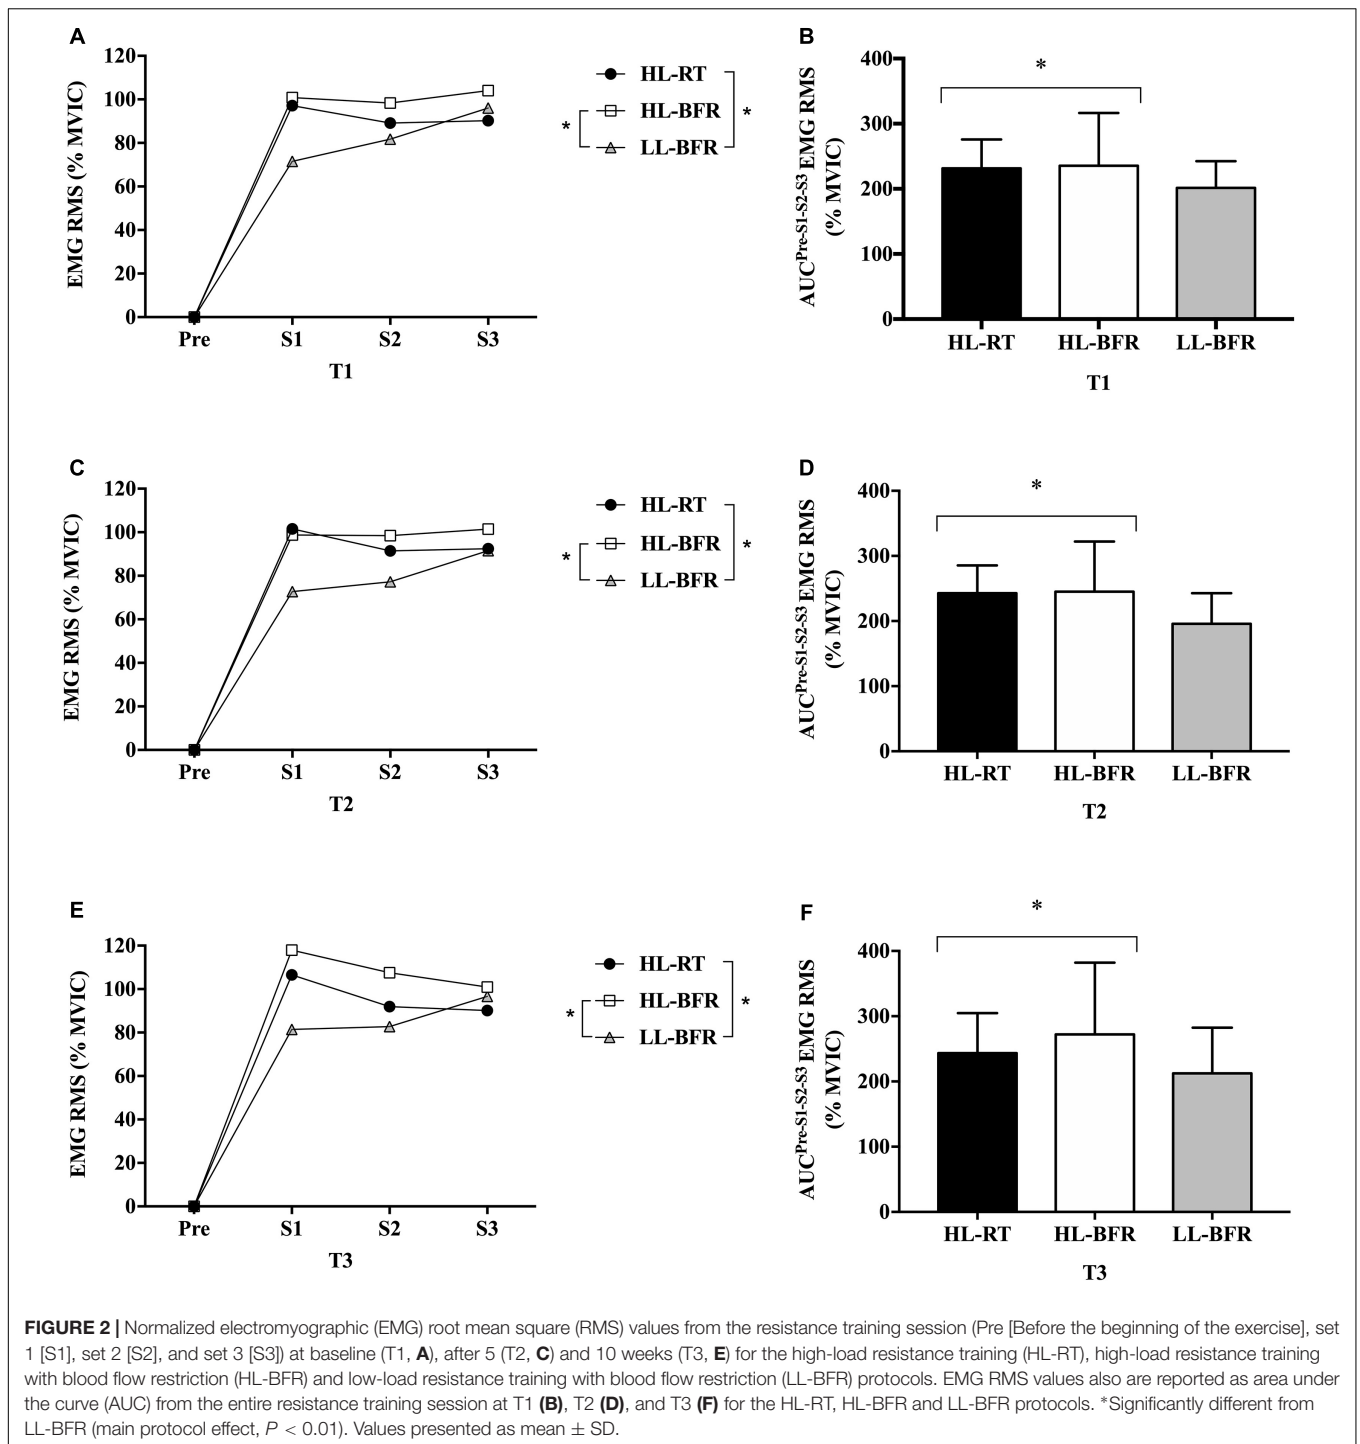 A
120
100
80
60
40
20
0
EMG RMS (% MVIC)
Pre S1 S2 S3
T1
HL-RT
HL-BFR
LL-BFR
*
*
B
400
300
200
100
0
AUC^Pre-S1-S2-S3 EMG RMS
(% MVIC)
*
HL-RT HL-BFR LL-BFR
T1
C
120
100
80
60
40
20
0
EMG RMS (% MVIC)
Pre S1 S2 S3
T2
HL-RT
HL-BFR
LL-BFR
*
*
D
400
300
200
100
0
AUC^Pre-S1-S2-S3 EMG RMS
(% MVIC)
*
HL-RT HL-BFR LL-BFR
T2
E
120
100
80
60
40
20
0
EMG RMS (% MVIC)
Pre S1 S2 S3
T3
HL-RT
HL-BFR
LL-BFR
*
*
F
400
300
200
100
0
AUC^Pre-S1-S2-S3 EMG RMS
(% MVIC)
*
HL-RT HL-BFR LL-BFR
T3
FIGURE 2 | Normalized electromyographic (EMG) root mean square (RMS) values from the resistance training session (Pre [Before the beginning of the exercise], set
1 [S1], set 2 [S2], and set 3 [S3]) at baseline (T1, A), after 5 (T2, C) and 10 weeks (T3, E) for the high-load resistance training (HL-RT), high-load resistance training
with blood flow restriction (HL-BFR) and low-load resistance training with blood flow restriction (LL-BFR) protocols. EMG RMS values also are reported as area under
the curve (AUC) from the entire resistance training session at T1 (B), T2 (D), and T3 (F) for the HL-RT, HL-BFR and LL-BFR protocols. *Significantly different from
LL-BFR (main protocol effect, P < 0.01). Values presented as mean ± SD.